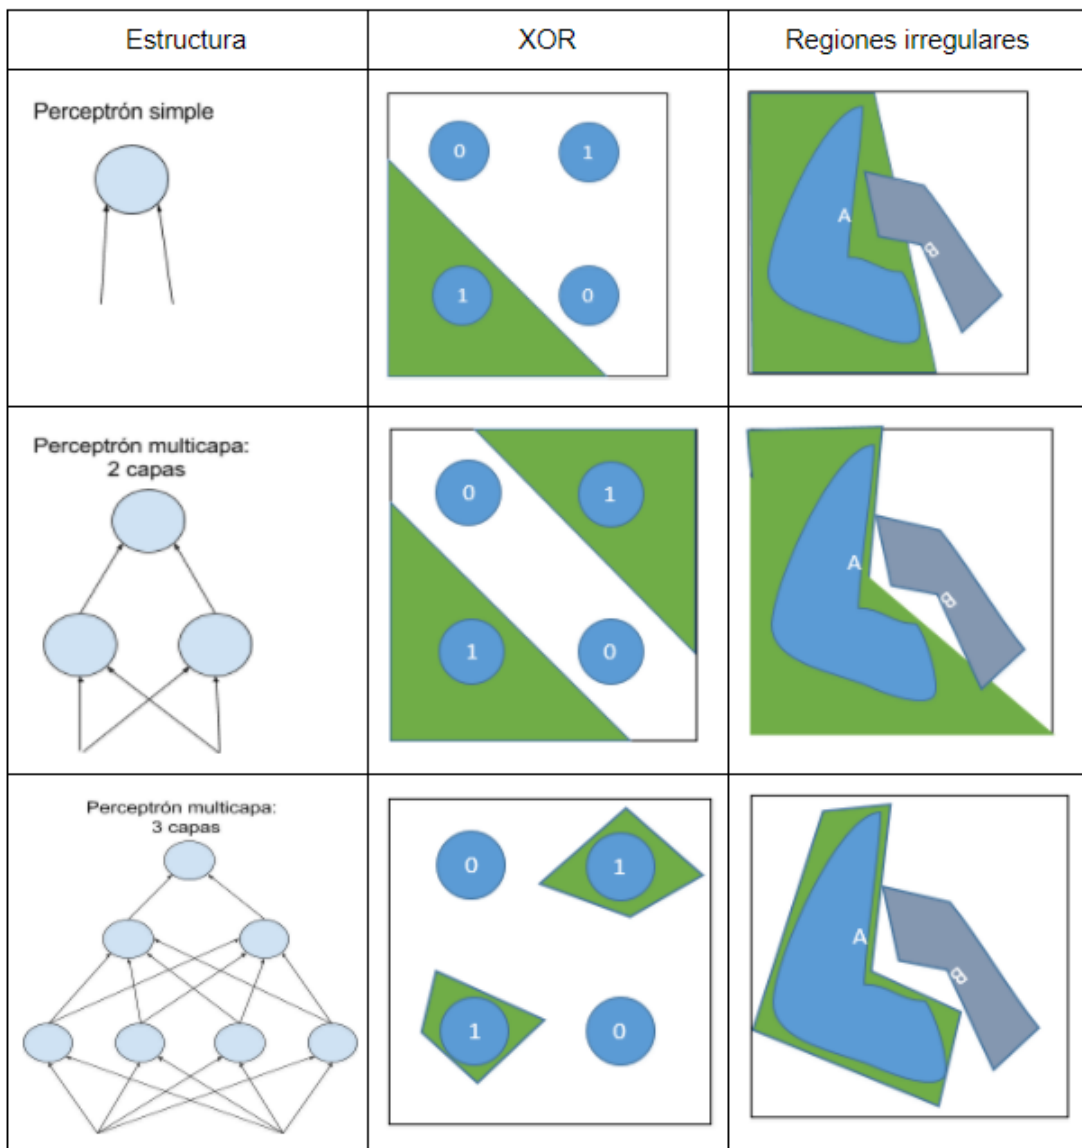 Estructura
XOR
Regiones irregulares
Perceptrón simple
0
1
1
0
A
B
Perceptrón multicapa:
2 capas
0
1
1
0
A
B
Perceptrón multicapa:
3 capas
0
1
1
0
A
B